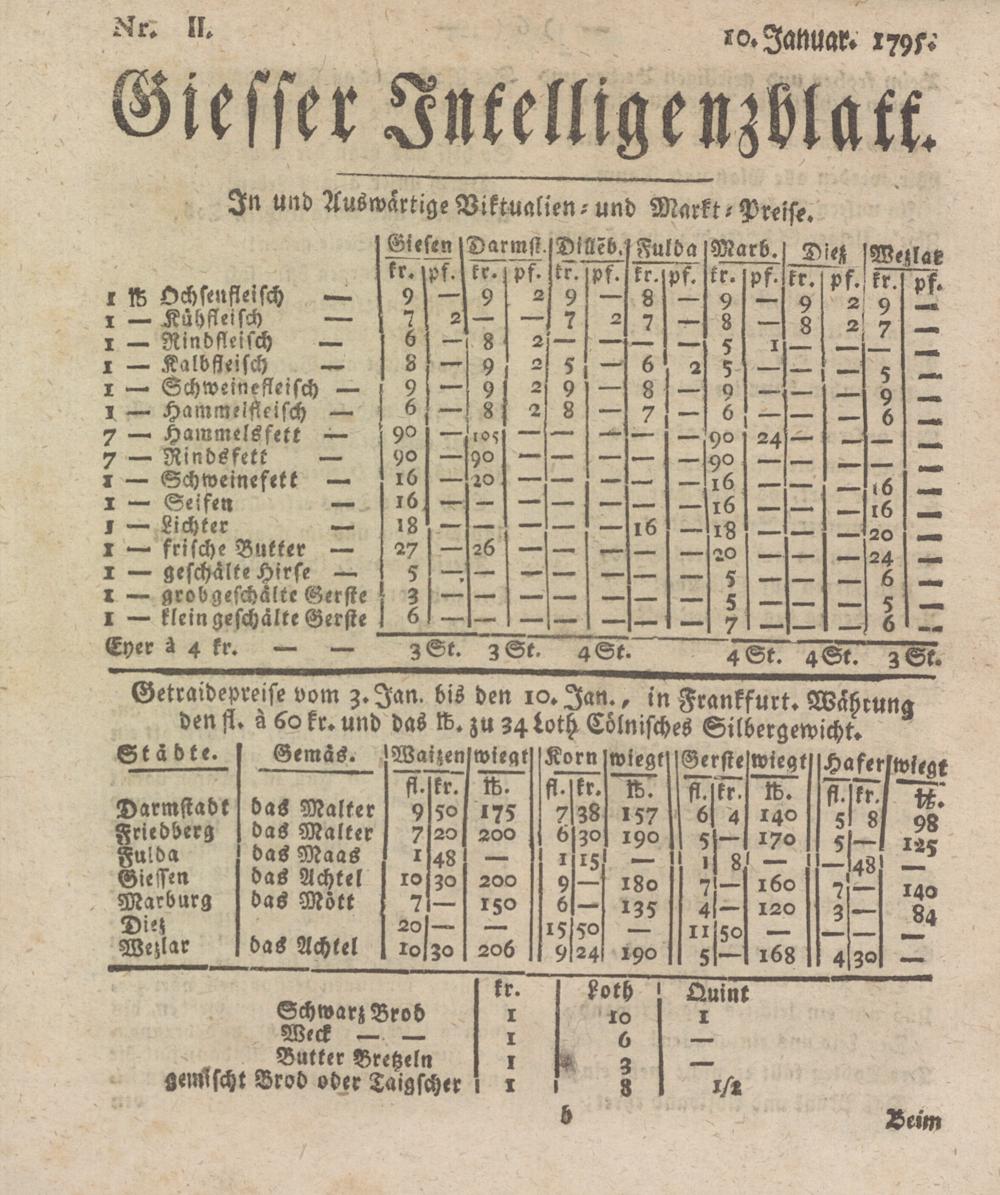 Nr. II. 10. Januar. 1795.
Giesser Intelligenzblatt.
In und Auswärtige Viktualien- und Markt-Preise.
Giesen Darmst. Dilleb. Fulda Marb. Diez Wezlar
kr. pf. kr. pf. kr. pf. kr. pf. kr. pf. kr. pf. kr. pf.
1 ℔ Ochsenfleisch — 9 — 9 2 9 — 8 — 9 — 9 2 9 —
1 — Kühfleisch — 7 2 — — 7 2 7 — 8 — 8 2 7 —
1 — Rindfleisch — 6 — 8 2 — — — — 5 1 — — — —
1 — Kalbfleisch — 8 — 9 2 5 — 6 2 5 — — — 5 —
1 — Schweinefleisch — 9 — 9 2 9 — 8 — 9 — — — 9 —
1 — Hammelfleisch — 6 — 8 2 8 — 7 — 6 — — — 6 —
7 — Hammelsfett — 90 — 105 — — — — — 90 24 — — — —
7 — Rindsfett — 90 — 90 — — — — — 90 — — — — —
1 — Schweinefett — 16 — 20 — — — — — 16 — — — 16 —
1 — Seifen — 16 — — — — — — — 16 — — — 16 —
1 — Lichter — 18 — — — — — 16 — 18 — — — 20 —
1 — frische Butter — 27 — 26 — — — — — 20 — — — 24 —
1 — geschälte Hirse — 5 — — — — — — — 5 — — — 6 —
1 — grobgeschälte Gerste 3 — — — — — — — 5 — — — 5 —
1 — kleingeschälte Gerste 6 — — — — — — — 7 — — — 6 —
Eyer à 4 kr. — — 3 St. 3 St. 4 St. 4 St. 4 St. 3 St.
Getraidepreise vom 3. Jan. bis den 10. Jan., in Frankfurt. Währung
den fl. à 60 kr. und das ℔. zu 34 Loth Cölnisches Silbergewicht.
Städte. Gemäs. Waizen wiegt Korn wiegt Gerste wiegt Hafer wiegt
fl. kr. ℔. fl. kr. ℔. fl. kr. ℔. fl. kr. ℔.
Darmstadt das Malter 9 50 175 7 38 157 6 4 140 5 8 98
Friedberg das Malter 7 20 200 6 30 190 5 — 170 5 — 125
Fulda das Maas 1 48 — 1 15 — 1 8 — — 48 —
Giessen das Achtel 10 30 200 9 — 180 7 — 160 7 — 140
Marburg das Mött 7 — 150 6 — 135 4 — 120 3 — 84
Diez 20 — — 15 50 — 11 50 — — — —
Wezlar das Achtel 10 30 206 9 24 190 5 — 168 4 30 —
kr. Loth Quint
Schwarz Brod 1 10 1
Weck — — 1 6 —
Butter Bretzeln 1 3 —
gemischt Brod oder Taigscher 1 8 1/2
b Beim